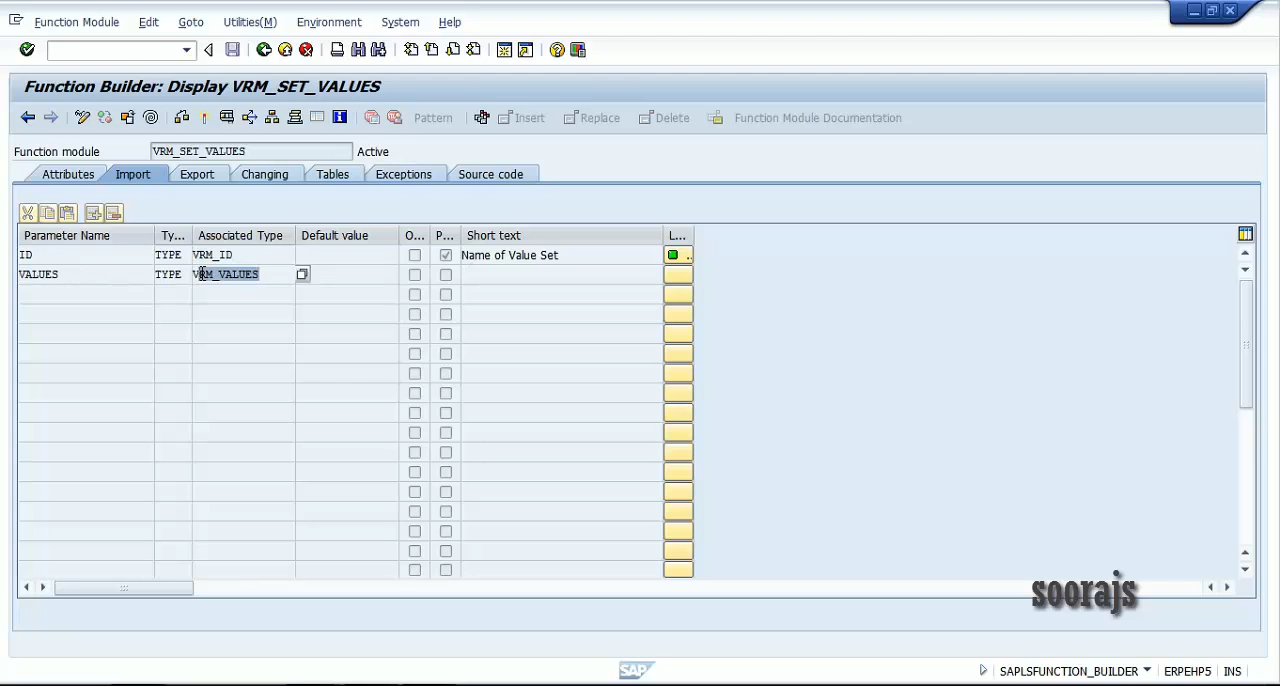 Function Module Edit Goto Utilities(M) Environment System Help
Function Builder: Display VRM_SET_VALUES
Pattern Insert Replace Delete Function Module Documentation
Function module VRM_SET_VALUES Active
Attributes Import Export Changing Tables Exceptions Source code
Parameter Name Ty... Associated Type Default value O... P... Short text L...
ID TYPE VRM_ID Name of Value Set ..
VALUES TYPE VRM_VALUES
soorajs
SAP SAPLSFUNCTION_BUILDER ERPEHP5 INS